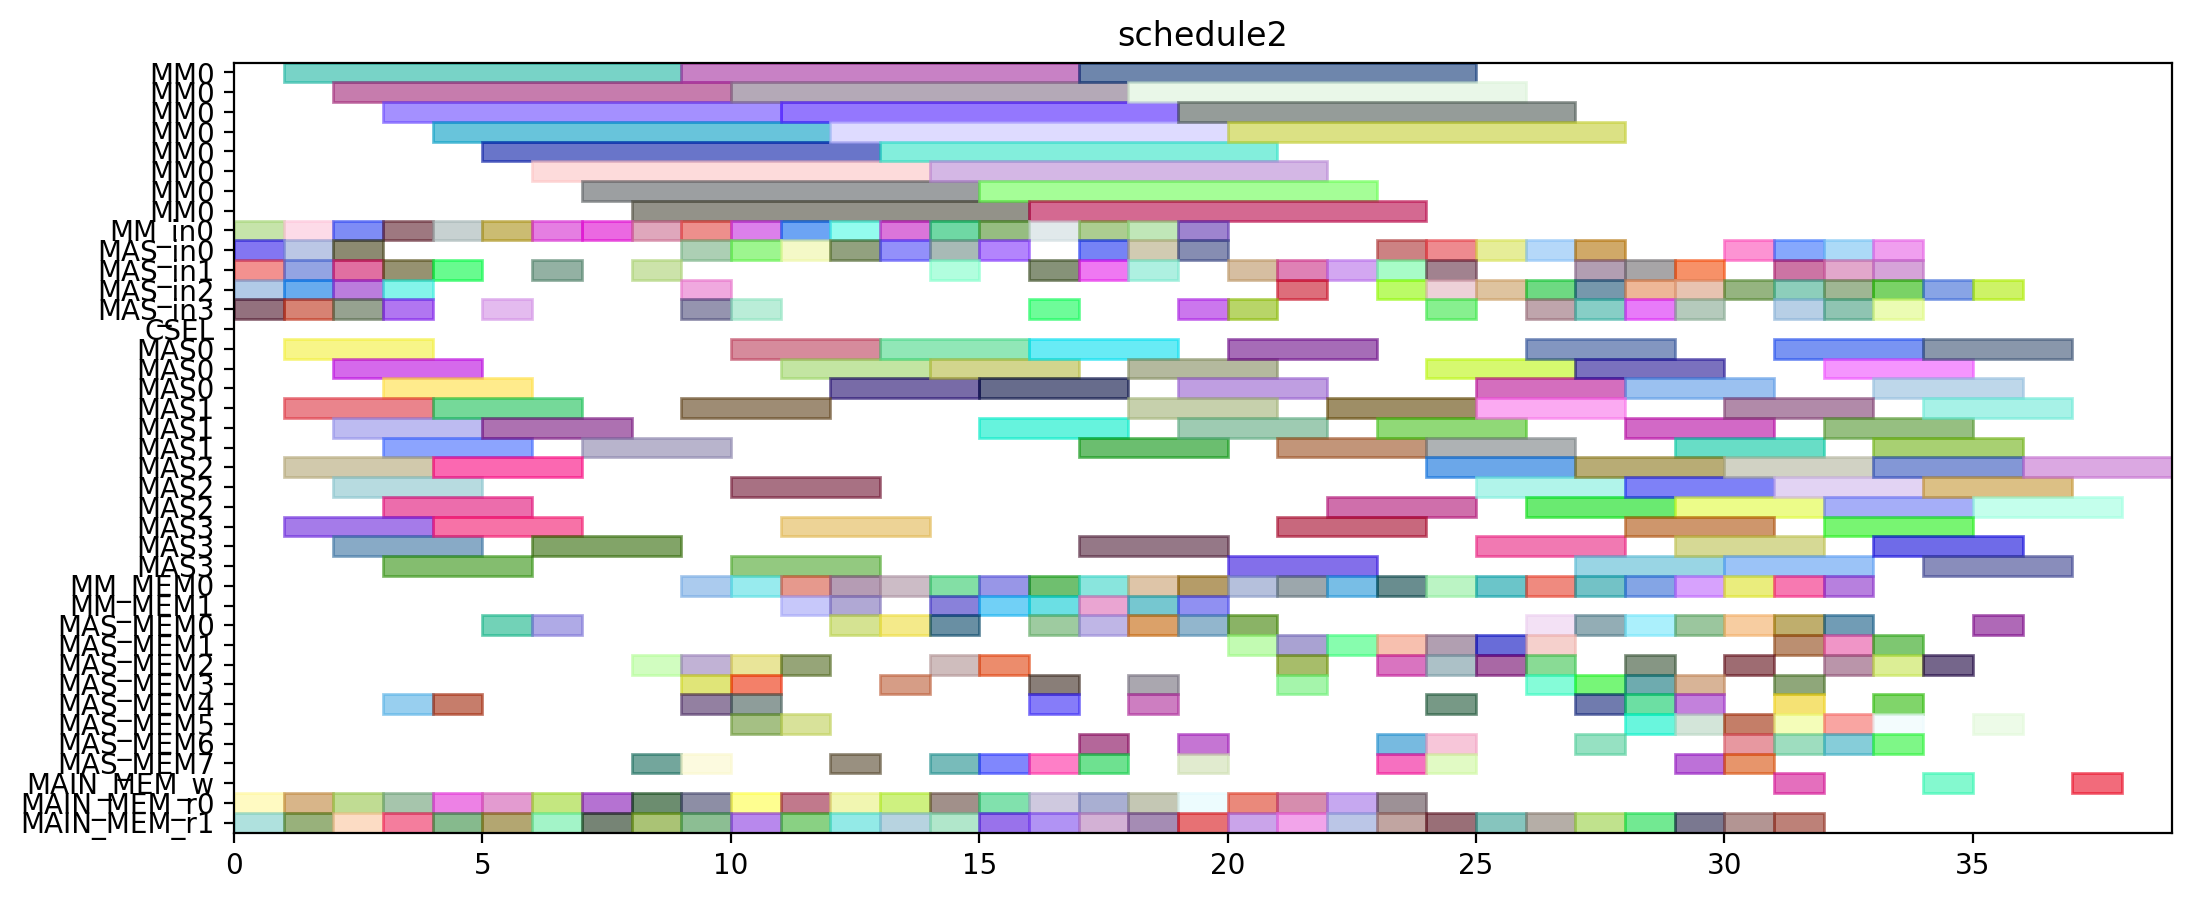 schedule2
MM0
MM0
MM0
MM0
MM0
MM0
MM0
MM0
MM_in0
MAS_in0
MAS_in1
MAS_in2
MAS_in3
CSEL
MAS0
MAS0
MAS0
MAS1
MAS1
MAS1
MAS2
MAS2
MAS2
MAS3
MAS3
MAS3
MM_MEM0
MM_MEM1
MAS_MEM0
MAS_MEM1
MAS_MEM2
MAS_MEM3
MAS_MEM4
MAS_MEM5
MAS_MEM6
MAS_MEM7
MAIN_MEM_w
MAIN_MEM_r0
MAIN_MEM_r1
0 5 10 15 20 25 30 35